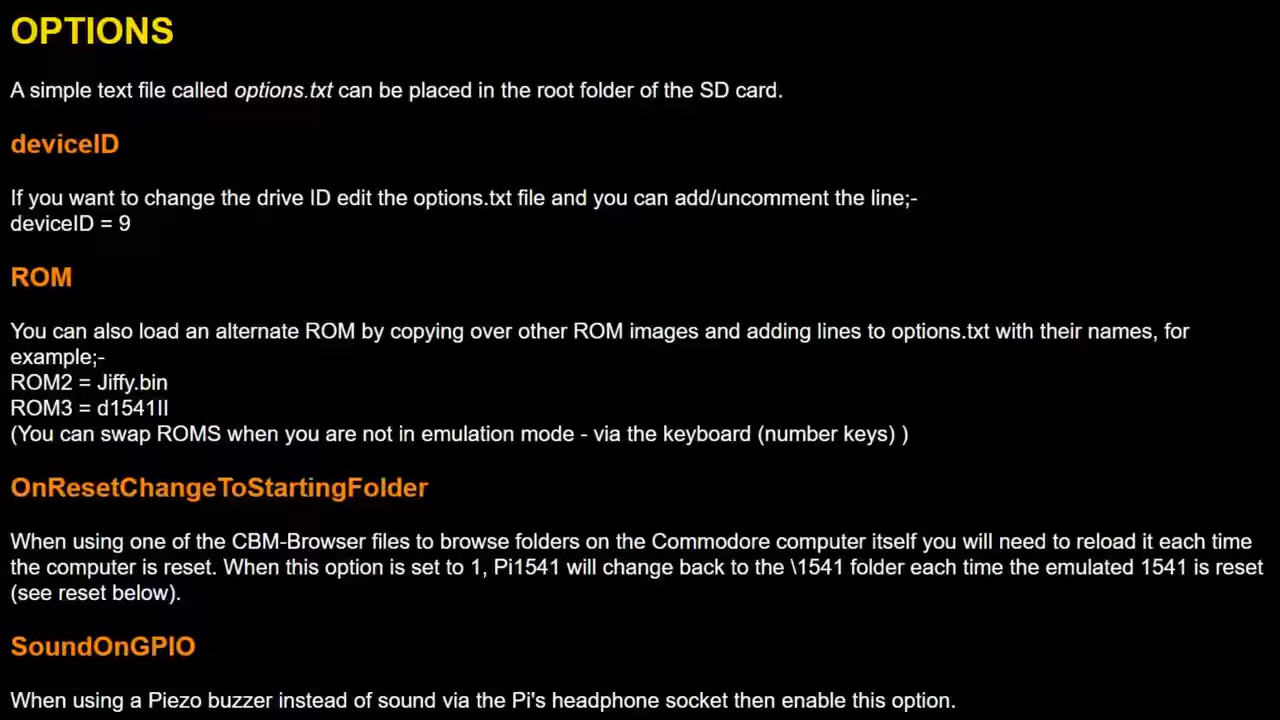 OPTIONS
A simple text file called options.txt can be placed in the root folder of the SD card.
deviceID
If you want to change the drive ID edit the options.txt file and you can add/uncomment the line;-
deviceID = 9
ROM
You can also load an alternate ROM by copying over other ROM images and adding lines to options.txt with their names, for
example;-
ROM2 = Jiffy.bin
ROM3 = d1541II
(You can swap ROMS when you are not in emulation mode - via the keyboard (number keys) )
OnResetChangeToStartingFolder
When using one of the CBM-Browser files to browse folders on the Commodore computer itself you will need to reload it each time
the computer is reset. When this option is set to 1, Pi1541 will change back to the \1541 folder each time the emulated 1541 is reset
(see reset below).
SoundOnGPIO
When using a Piezo buzzer instead of sound via the Pi's headphone socket then enable this option.